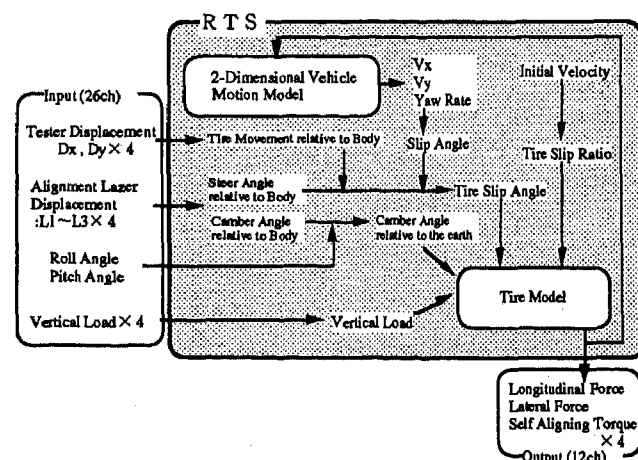 R T S
2-Dimensional Vehicle
Motion Model
Vx
Vy
Yaw Rate
Initial Velocity
Input (26ch)
Tester Displacement
Dx , Dy × 4
Tire Movement relative to Body
Slip Angle
Tire Slip Ratio
Alignment Lazer
Displacement
:L1～L3 × 4
Steer Angle
relative to Body
Tire Slip Angle
Camber Angle
relative to Body
Camber Angle
relative to the earth
Roll Angle
Pitch Angle
Tire Model
Vertical Load × 4
Vertical Load
Longitudinal Force
Lateral Force
Self Aligning Torque
× 4
Output (12ch)